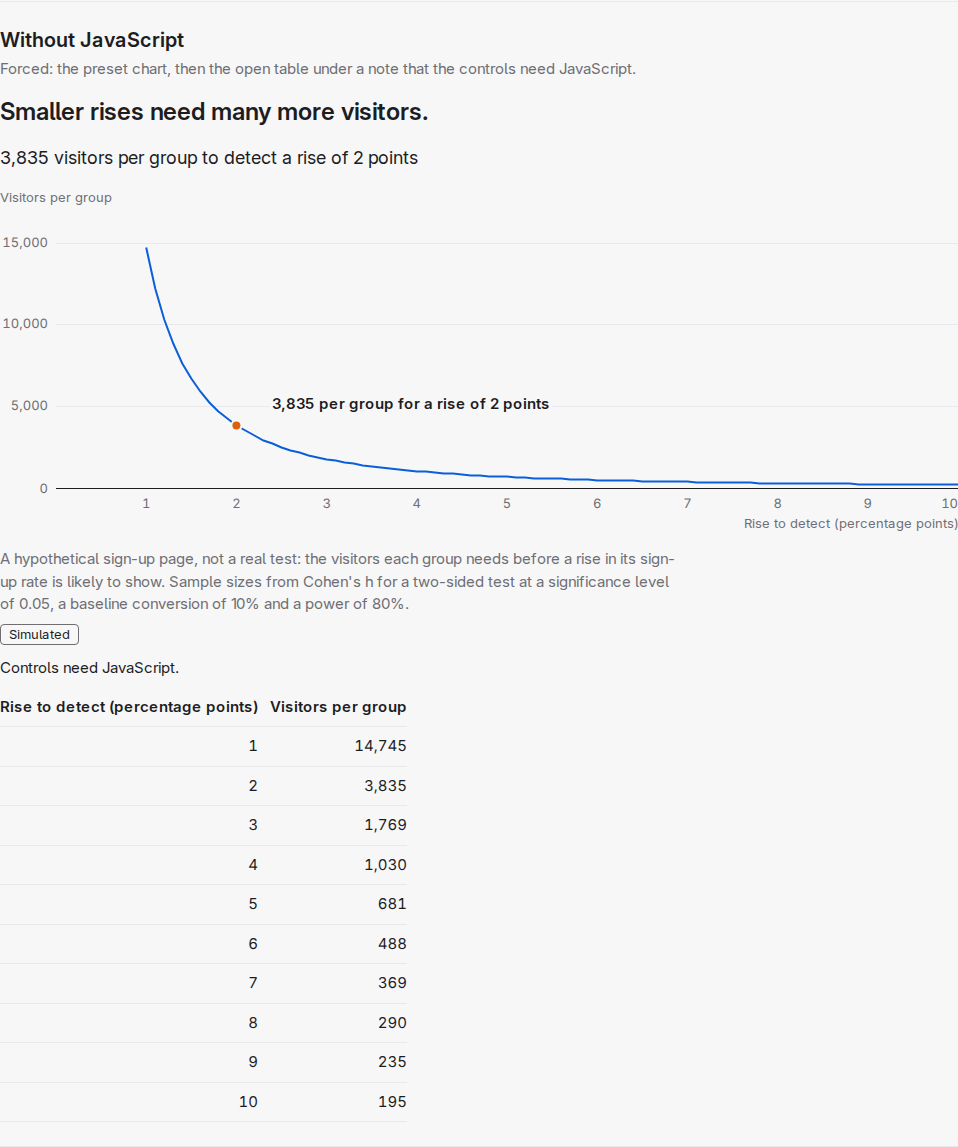 Without JavaScript
Forced: the preset chart, then the open table under a note that the controls need JavaScript.
Smaller rises need many more visitors.
3,835 visitors per group to detect a rise of 2 points
Visitors per group
15,000
10,000
5,000
0
3,835 per group for a rise of 2 points
1 2 3 4 5 6 7 8 9 10
Rise to detect (percentage points)
A hypothetical sign-up page, not a real test: the visitors each group needs before a rise in its sign-
up rate is likely to show. Sample sizes from Cohen's h for a two-sided test at a significance level
of 0.05, a baseline conversion of 10% and a power of 80%.
Simulated
Controls need JavaScript.
Rise to detect (percentage points) Visitors per group
1 14,745
2 3,835
3 1,769
4 1,030
5 681
6 488
7 369
8 290
9 235
10 195